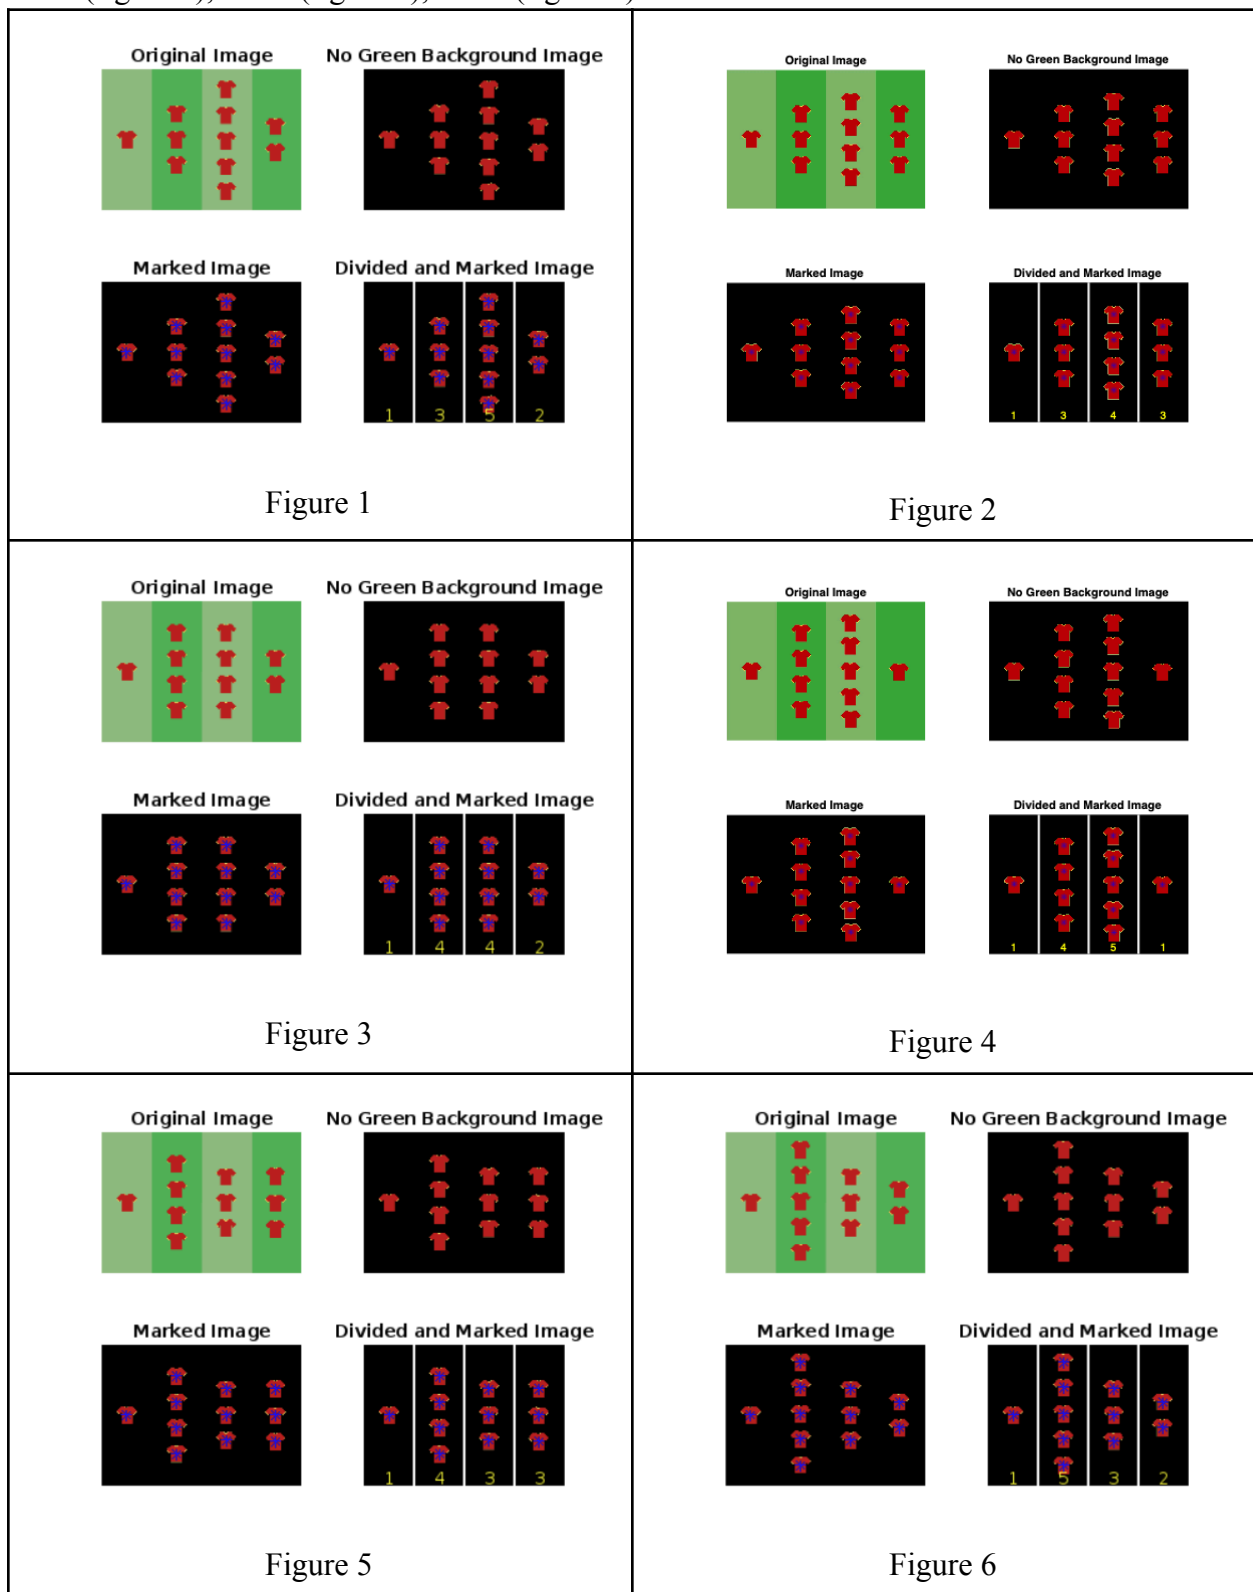 Original Image No Green Background Image
Marked Image Divided and Marked Image
1 3 5 2
Figure 1
Original Image No Green Background Image
Marked Image Divided and Marked Image
1 3 4 3
Figure 2
Original Image No Green Background Image
Marked Image Divided and Marked Image
1 4 4 2
Figure 3
Original Image No Green Background Image
Marked Image Divided and Marked Image
1 4 5 1
Figure 4
Original Image No Green Background Image
Marked Image Divided and Marked Image
1 4 3 3
Figure 5
Original Image No Green Background Image
Marked Image Divided and Marked Image
1 5 3 2
Figure 6